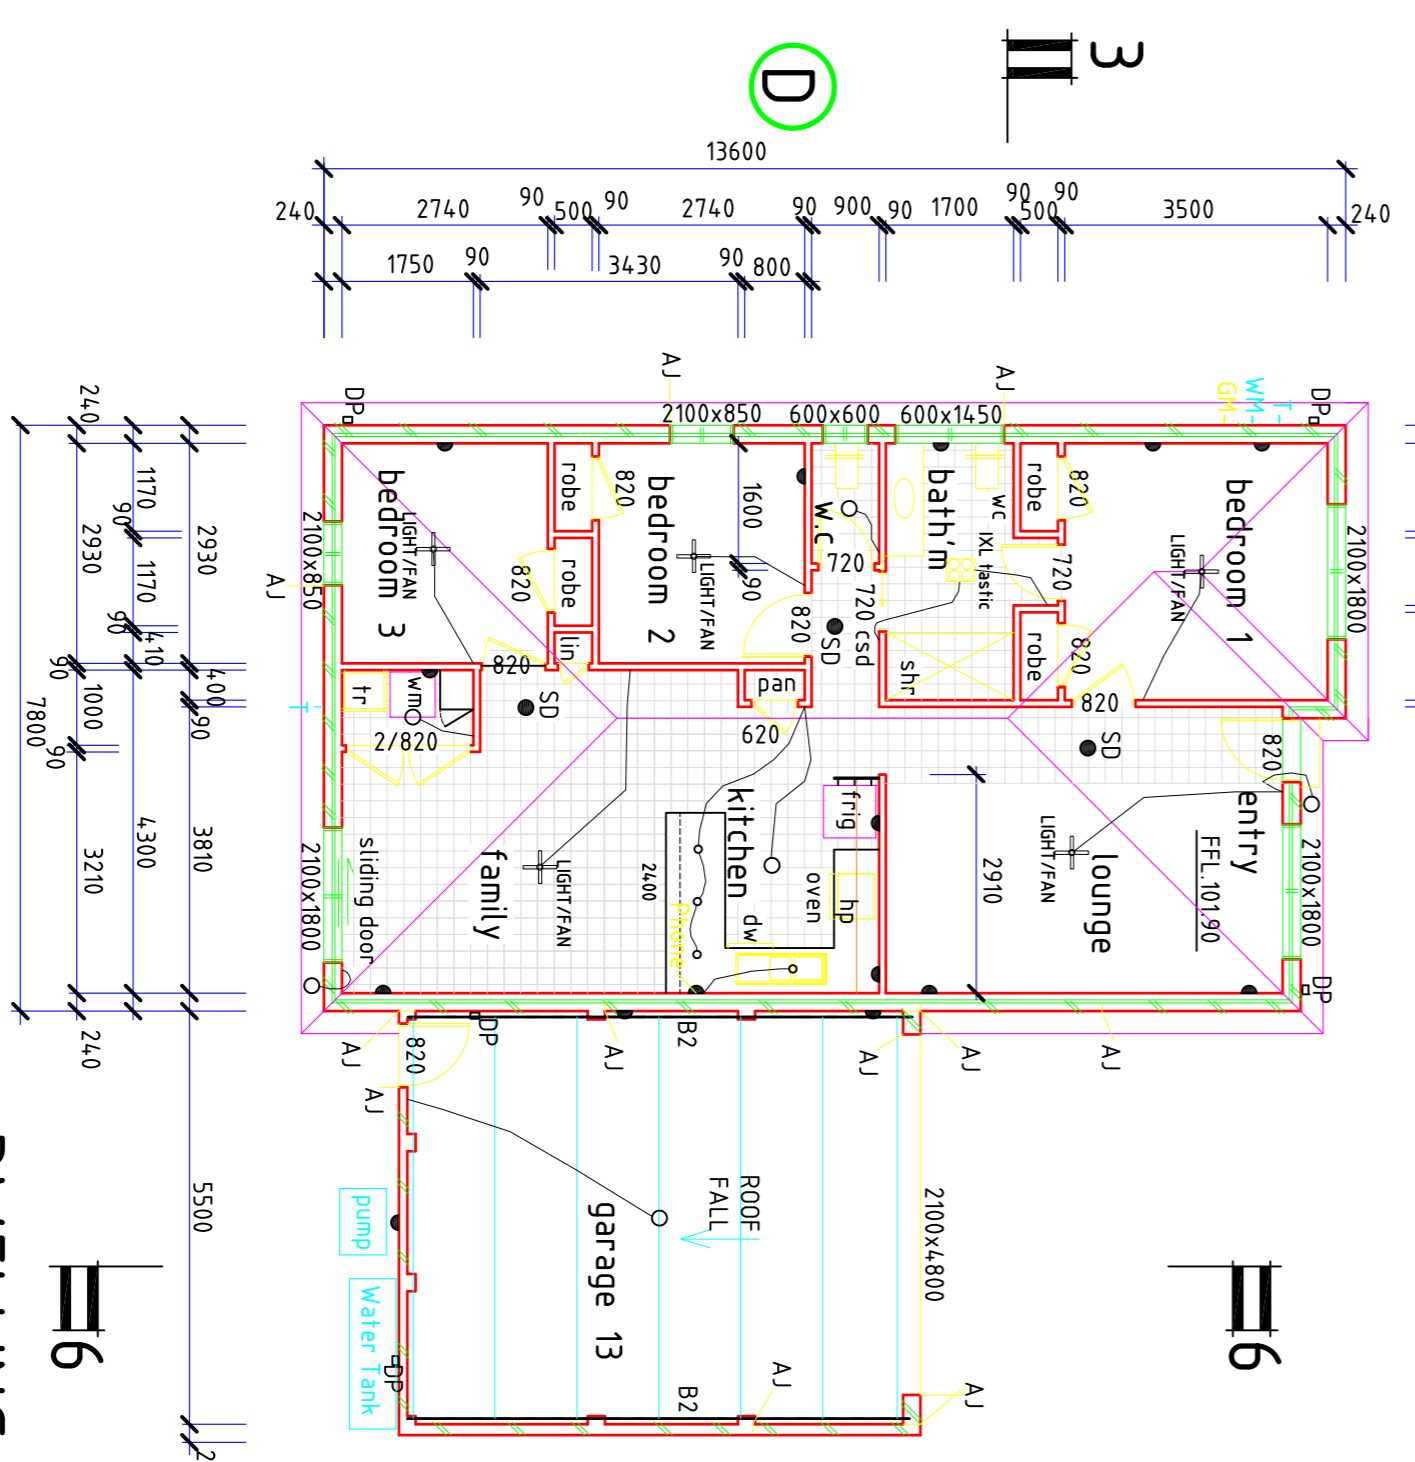 3
D
13600
240
2740
90
500
90
2740
90
900
90
1700
90
500
90
3500
240
1750
90
3430
90
800
AJ
AJ
DP
DP
T-
WM-
GM-
2100x850
600x600
600x1450
240
1170
90
2930
2930
1170
90
410
90
400
90
1000
90
7800
4300
3810
3210
240
5500
2
bedroom 3
LIGHT/FAN
2100x850
AJ
robe
820
robe
820
lin
820
bedroom 2
LIGHT/FAN
1600
90
820
w.c
720
720 csd
SD
bath'm
wc
IXL tastic
shr
robe
820
720
robe
820
bedroom 1
LIGHT/FAN
2100x1800
820
tr
wm
2/820
SD
T
pan
620
SD
820
entry
FFL.101.90
2100x1800
LIGHT/FAN
lounge
2910
kitchen
frig
oven
hp
dw
Phone
2400
family
LIGHT/FAN
sliding door
2100x1800
DP
DP
B2
AJ
AJ
AJ
AJ
AJ
820
AJ
ROOF
FALL
2100x4800
garage 13
pump
Water Tank
DP
B2
AJ
AJ
6
6